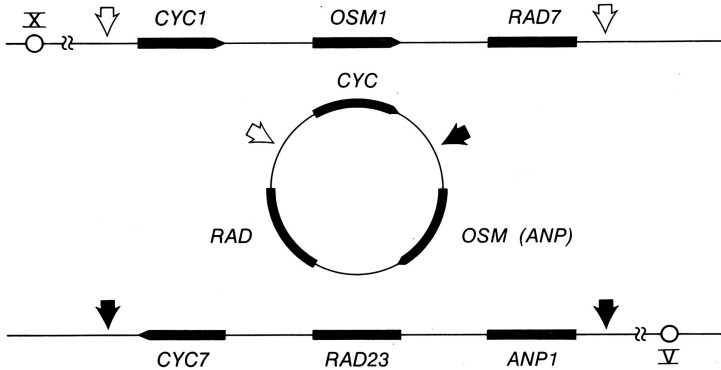 X CYC1 OSM1 RAD7
CYC
RAD OSM (ANP)
CYC7 RAD23 ANP1 V